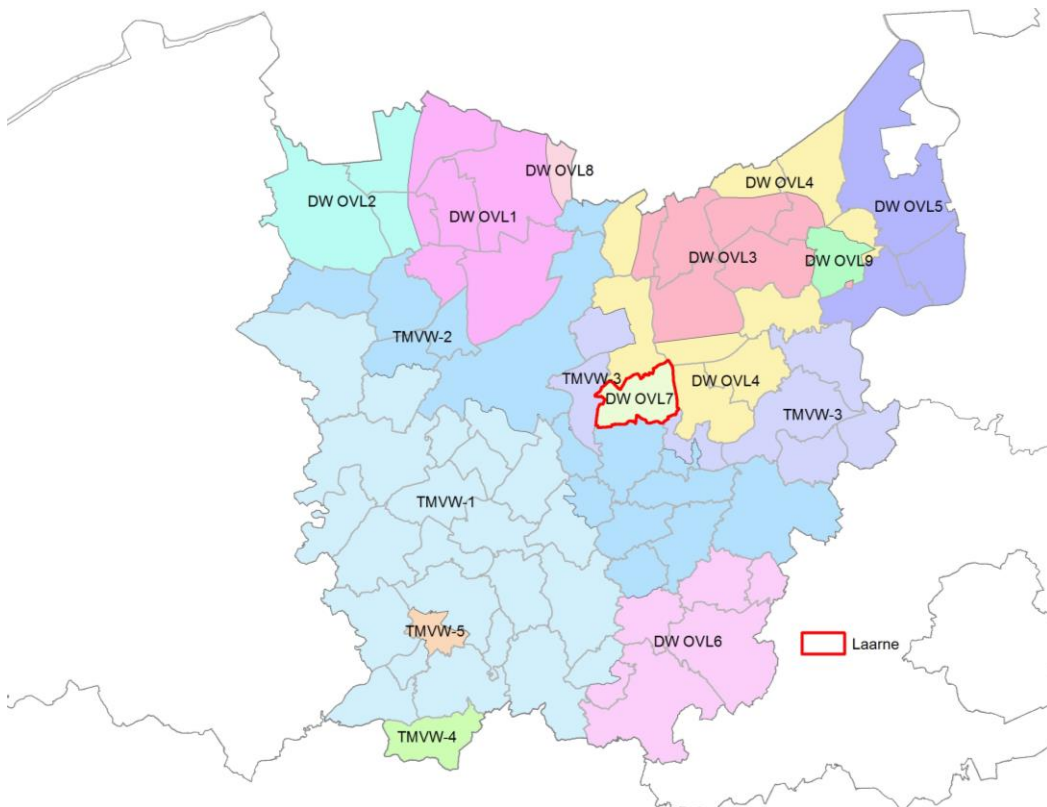 DW OVL8
DW OVL4
DW OVL2
DW OVL5
DW OVL1
DW OVL3
DW OVL9
TMVW-2
TMVW-3
DW OVL4
DW OVL7
TMVW-3
TMVW-1
TMVW-5
DW OVL6
Laarne
TMVW-4